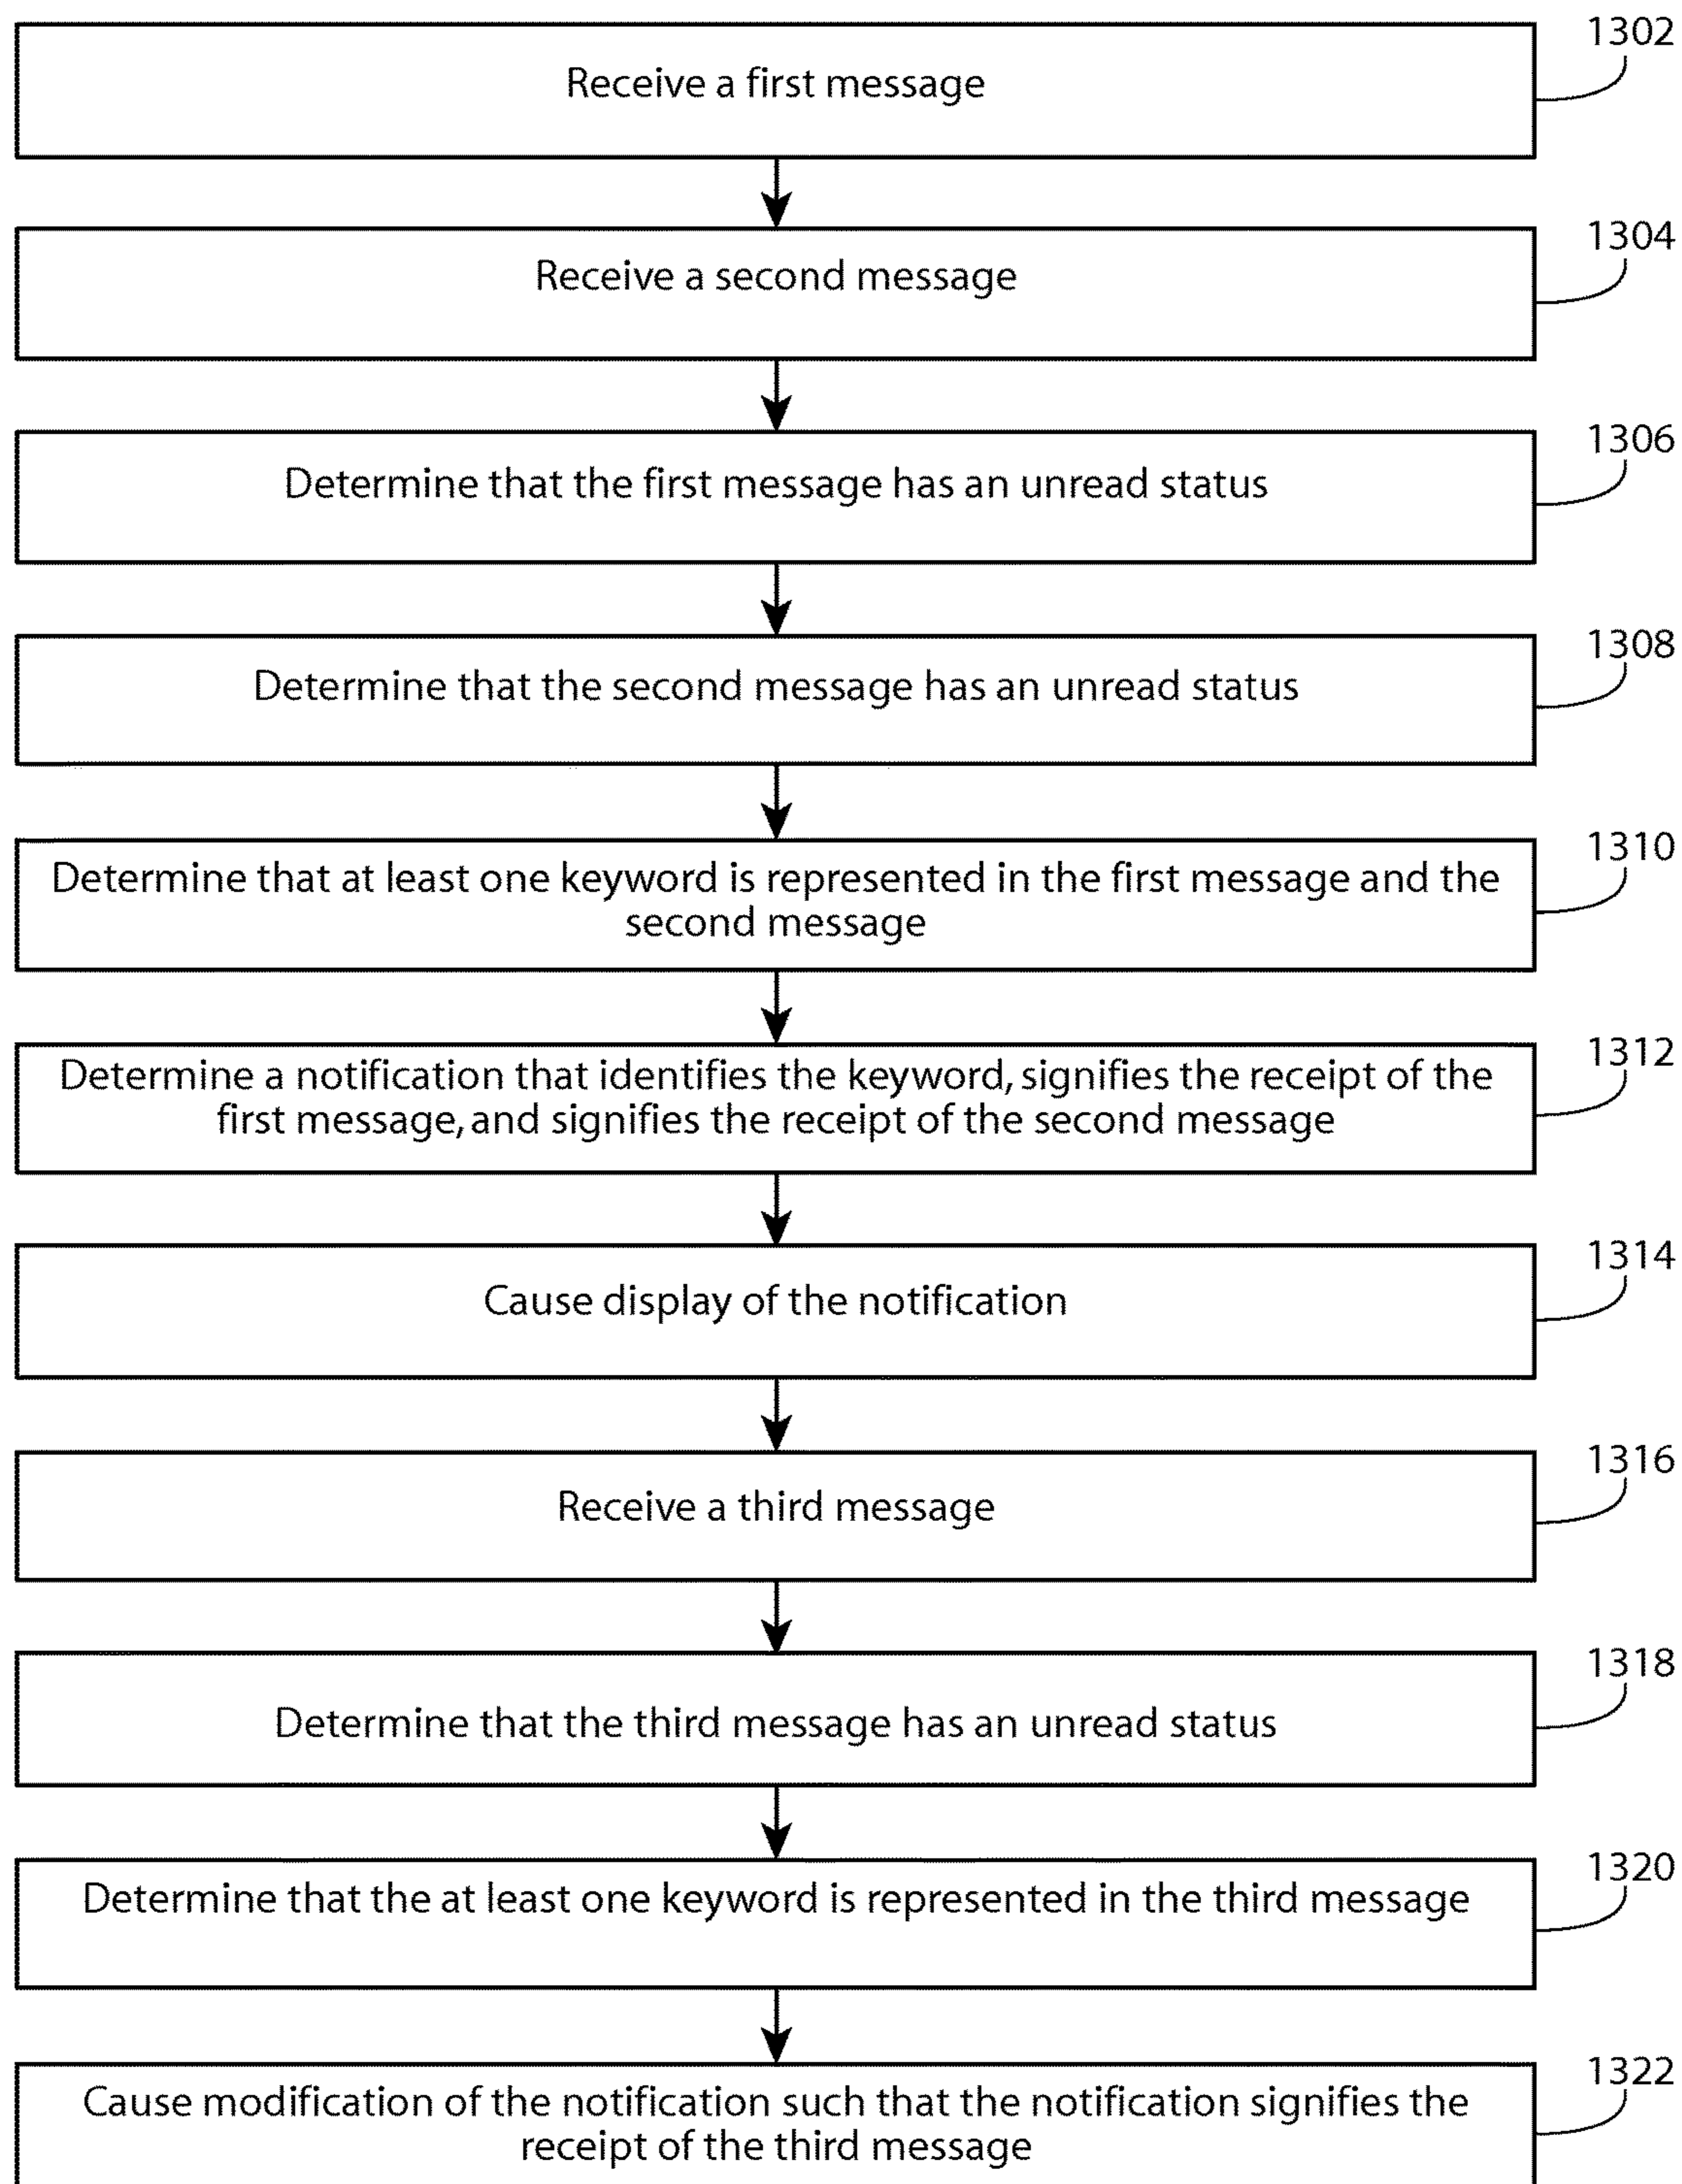 1302
Receive a first message
1304
Receive a second message
1306
Determine that the first message has an unread status
1308
Determine that the second message has an unread status
1310
Determine that at least one keyword is represented in the first message and the
second message
1312
Determine a notification that identifies the keyword, signifies the receipt of the
first message, and signifies the receipt of the second message
1314
Cause display of the notification
1316
Receive a third message
1318
Determine that the third message has an unread status
1320
Determine that the at least one keyword is represented in the third message
1322
Cause modification of the notification such that the notification signifies the
receipt of the third message